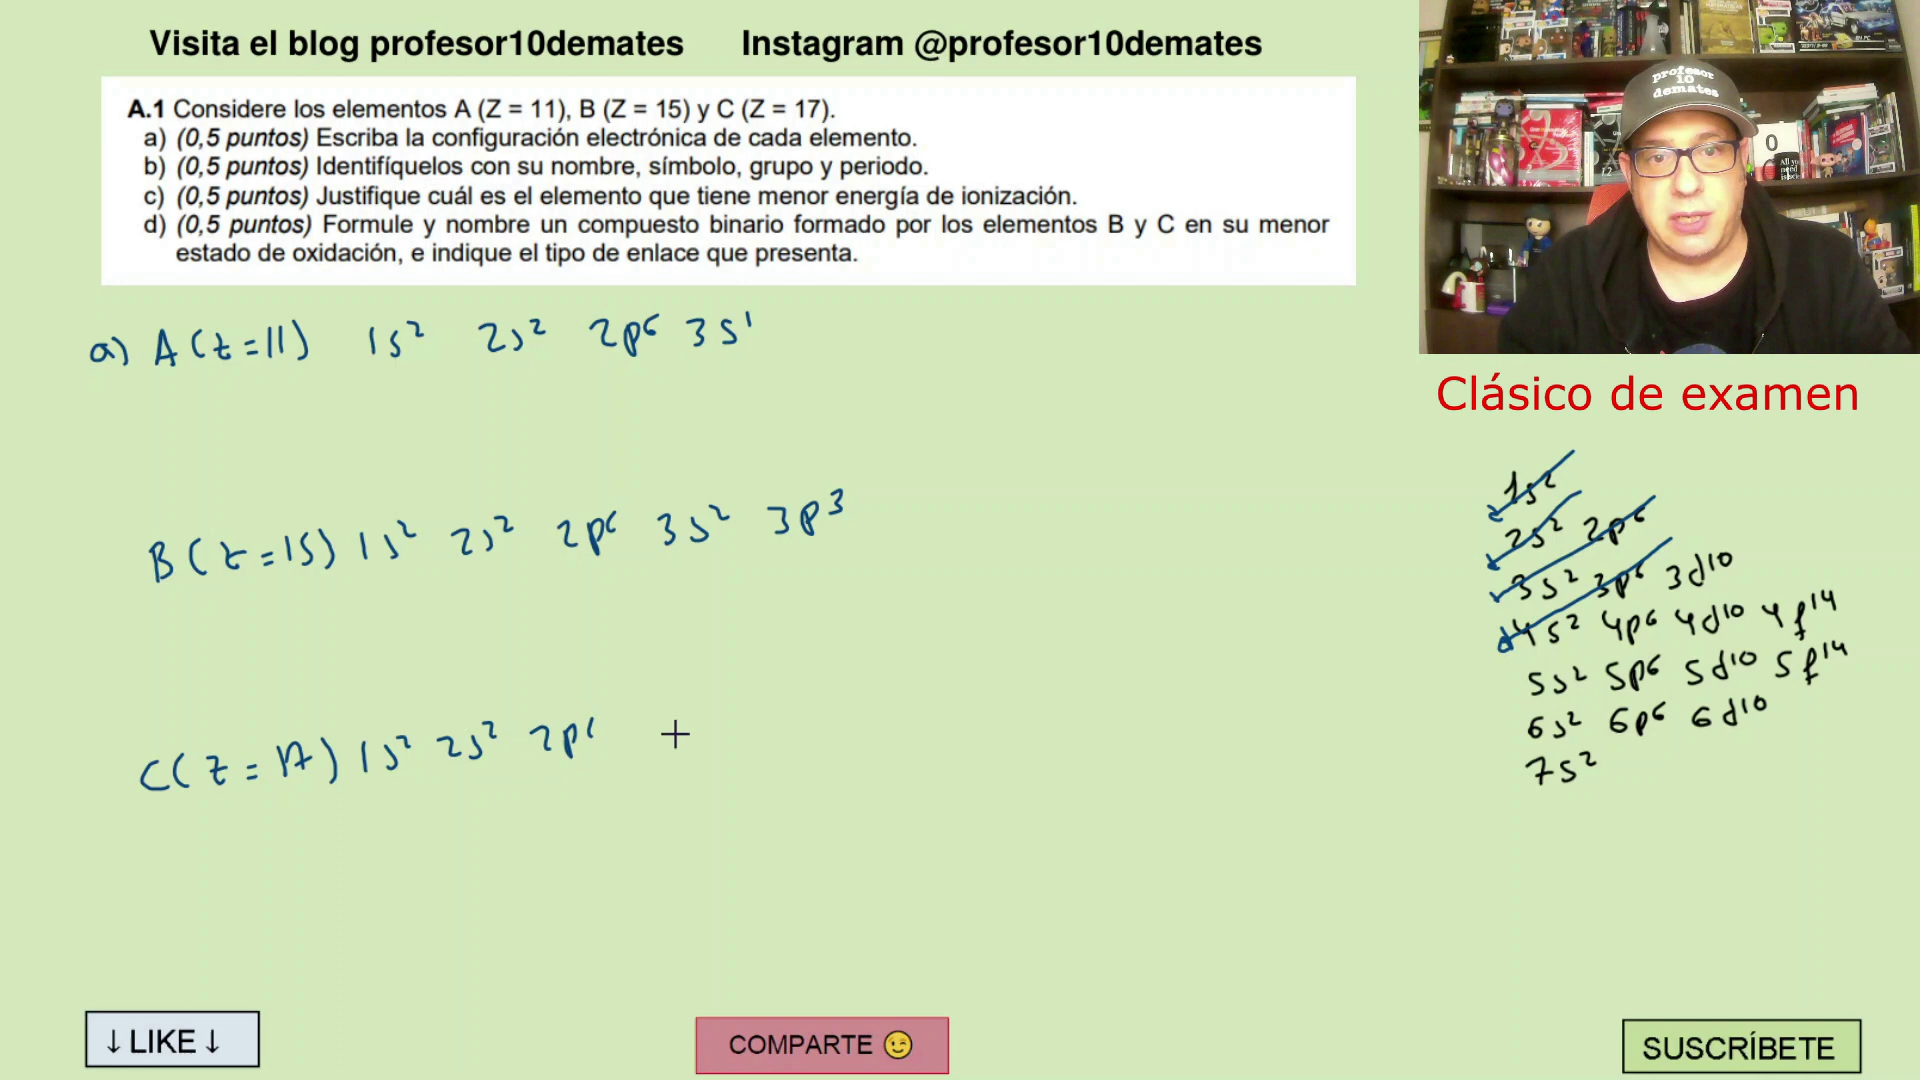 Visita el blog profesor10demates Instagram @profesor10demates
A.1 Considere los elementos A (Z = 11), B (Z = 15) y C (Z = 17).
a) (0,5 puntos) Escriba la configuración electrónica de cada elemento.
b) (0,5 puntos) Identifíquelos con su nombre, símbolo, grupo y periodo.
c) (0,5 puntos) Justifique cuál es el elemento que tiene menor energía de ionización.
d) (0,5 puntos) Formule y nombre un compuesto binario formado por los elementos B y C en su menor
estado de oxidación, e indique el tipo de enlace que presenta.
profesor
10
demates
0
Clásico de examen
a) A (z=11) 1s² 2s² 2p⁶ 3s¹
B (z=15) 1s² 2s² 2p⁶ 3s² 3p³
C (z=17) 1s² 2s² 2p⁶
1s²
2s² 2p⁶
3s² 3p⁶ 3d¹⁰
4s² 4p⁶ 4d¹⁰ 4f¹⁴
5s² 5p⁶ 5d¹⁰ 5f¹⁴
6s² 6p⁶ 6d¹⁰
7s²
↓ LIKE ↓
COMPARTE 😉
SUSCRÍBETE